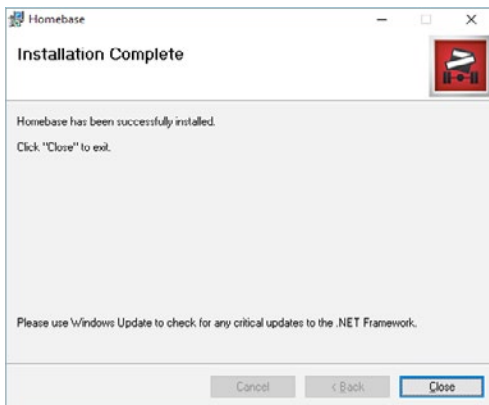 Homebase
Installation Complete
Homebase has been successfully installed.
Click "Close" to exit.
Please use Windows Update to check for any critical updates to the .NET Framework.
Cancel
< Back
Close